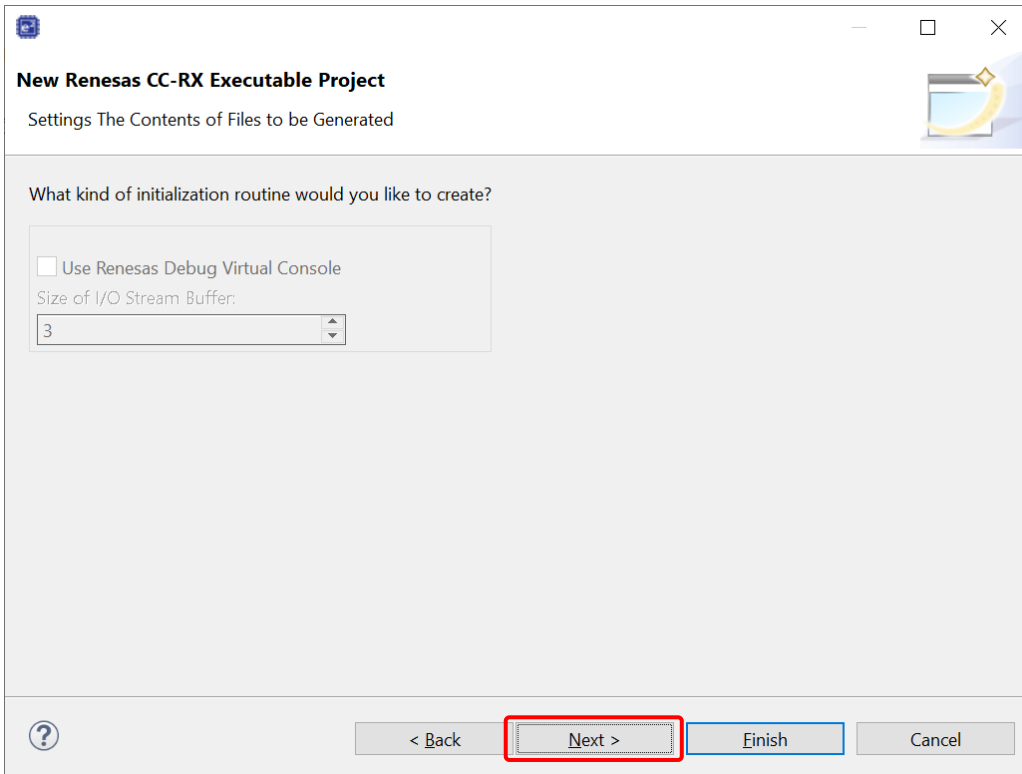 New Renesas CC-RX Executable Project
Settings The Contents of Files to be Generated
What kind of initialization routine would you like to create?
Use Renesas Debug Virtual Console
Size of I/O Stream Buffer:
3
< Back
Next >
Finish
Cancel